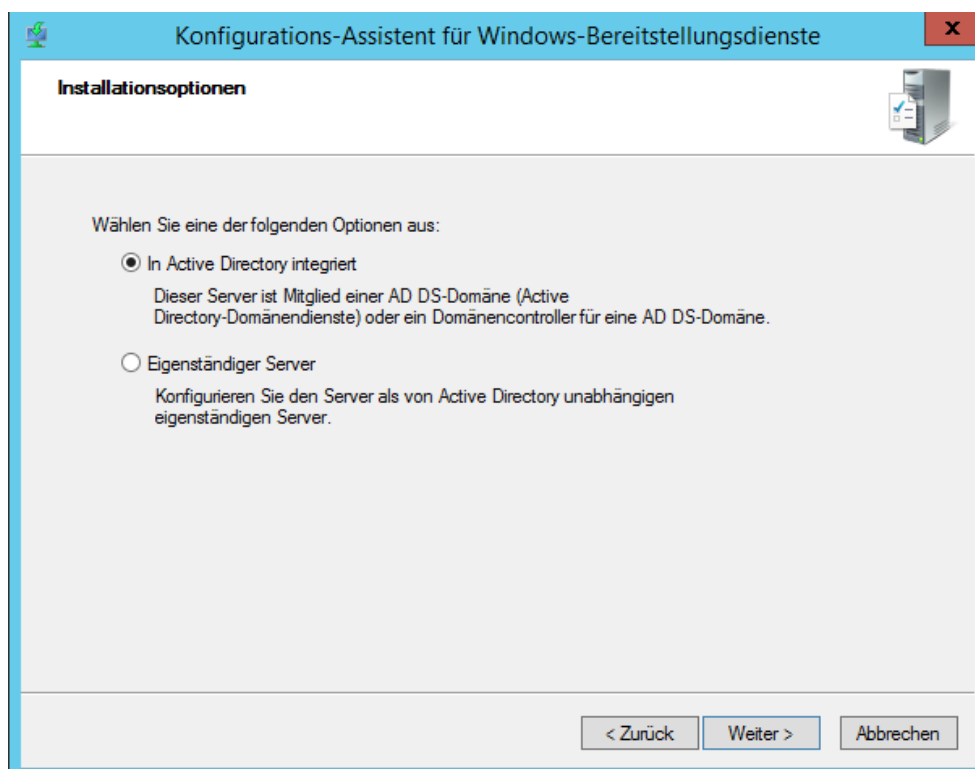 Konfigurations-Assistent für Windows-Bereitstellungsdienste
x
Installationsoptionen
Wählen Sie eine der folgenden Optionen aus:
In Active Directory integriert
Dieser Server ist Mitglied einer AD DS-Domäne (Active
Directory-Domänendienste) oder ein Domänencontroller für eine AD DS-Domäne.
Eigenständiger Server
Konfigurieren Sie den Server als von Active Directory unabhängigen
eigenständigen Server.
< Zurück
Weiter >
Abbrechen